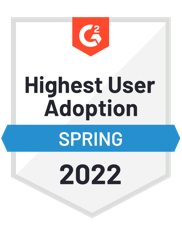 G2
Highest User
Adoption
SPRING
2022